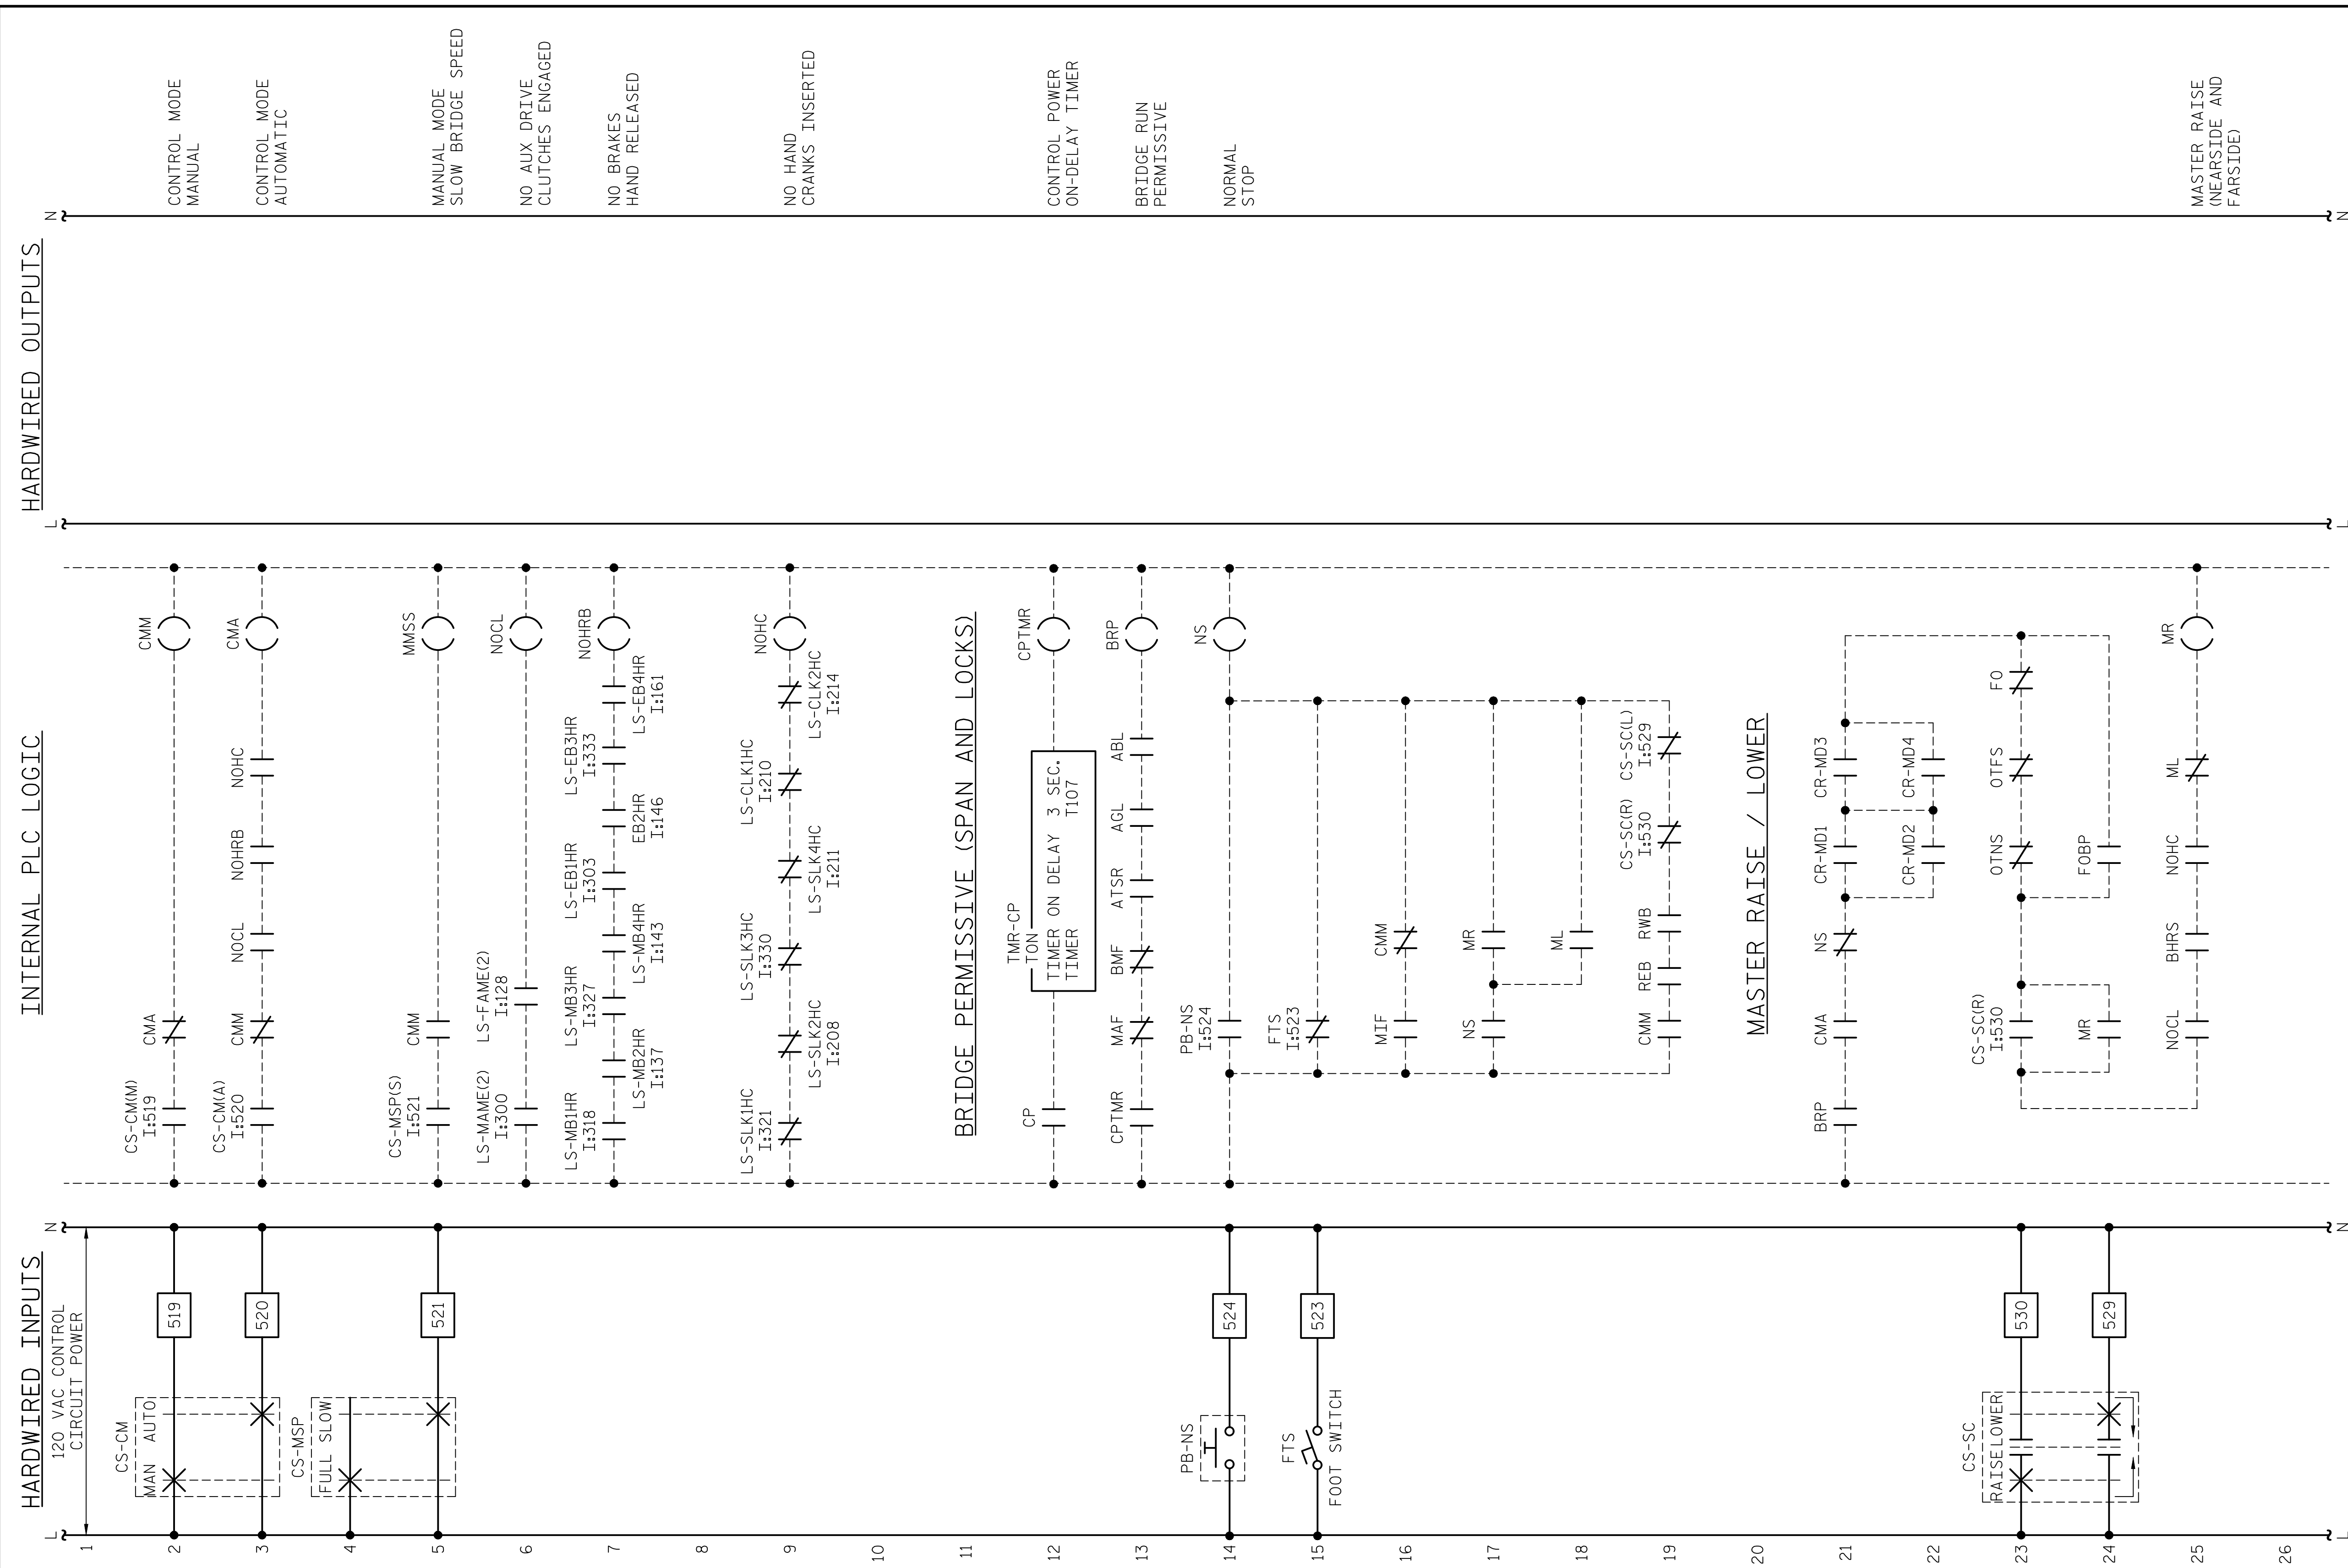 HARDWIRED INPUTS
INTERNAL PLC LOGIC
HARDWIRED OUTPUTS
L
N
L
N
120 VAC CONTROL
CIRCUIT POWER
1
CS-CM
MAN AUTO
2
519
CS-CM(M)
I:519
CMA
CMM
CONTROL MODE
MANUAL
3
520
CS-CM(A)
I:520
CMM
NOCL
NOHRB
NOHC
CMA
CONTROL MODE
AUTOMATIC
CS-MSP
FULL SLOW
4
5
521
CS-MSP(S)
I:521
CMM
MMSS
MANUAL MODE
SLOW BRIDGE SPEED
6
LS-MAME(2)
I:300
LS-FAME(2)
I:128
NOCL
NO AUX DRIVE
CLUTCHES ENGAGED
7
LS-MB1HR
I:318
LS-MB2HR
I:137
LS-MB3HR
I:327
LS-MB4HR
I:143
LS-EB1HR
I:303
EB2HR
I:146
LS-EB3HR
I:333
LS-EB4HR
I:161
NOHRB
NO BRAKES
HAND RELEASED
8
9
LS-SLK1HC
I:321
LS-SLK2HC
I:208
LS-SLK3HC
I:330
LS-SLK4HC
I:211
LS-CLK1HC
I:210
LS-CLK2HC
I:214
NOHC
NO HAND
CRANKS INSERTED
10
11
BRIDGE PERMISSIVE (SPAN AND LOCKS)
12
CP
TMR-CP
TON
TIMER ON DELAY 3 SEC.
TIMER T107
CPTMR
CONTROL POWER
ON-DELAY TIMER
13
CPTMR
MAF
BMF
ATSR
AGL
ABL
BRP
BRIDGE RUN
PERMISSIVE
14
PB-NS
524
PB-NS
I:524
NS
NORMAL
STOP
15
FTS
FOOT SWITCH
523
FTS
I:523
16
MIF
CMM
17
NS
MR
18
ML
19
CMM
REB
RWB
CS-SC(R)
I:530
CS-SC(L)
I:529
20
MASTER RAISE / LOWER
21
BRP
CMA
NS
CR-MD1
CR-MD3
22
CR-MD2
CR-MD4
CS-SC
RAISE LOWER
23
530
CS-SC(R)
I:530
OTNS
OTFS
FO
24
529
MR
FOBP
25
NOCL
BHRS
NOHC
ML
MR
MASTER RAISE
(NEARSIDE AND
FARSIDE)
26
L
N
L
N